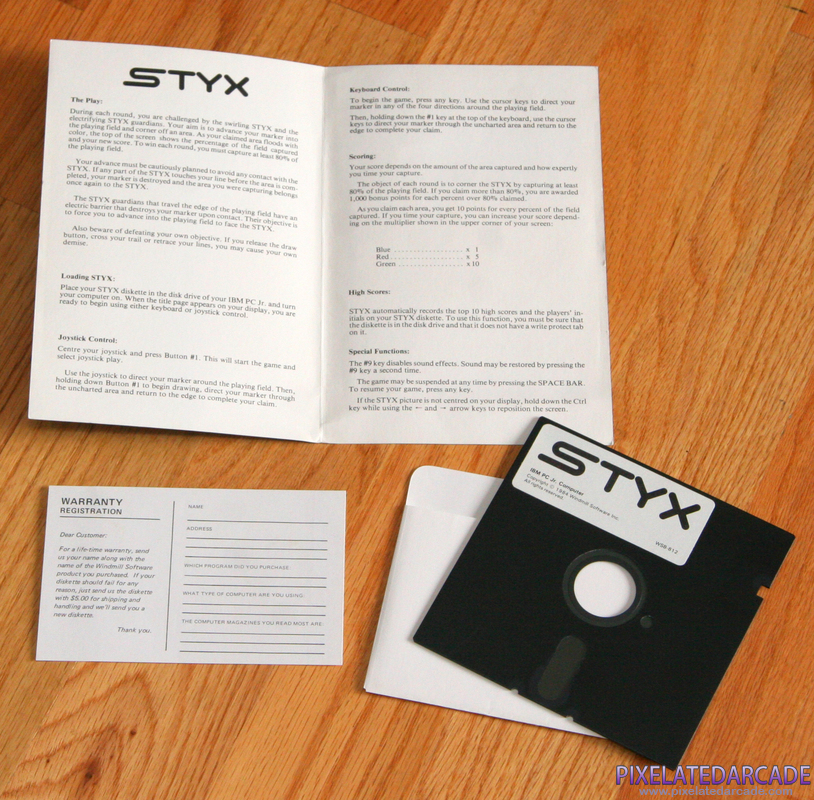 STYX
The Play:
During each round, you are challenged by the swirling STYX and the
electrifying STYX guardians. Your aim is to advance your marker into
the playing field and corner off an area. As your claimed area floods with
color, the top of the screen shows the percentage of the field captured
and your new score. To win each round, you must capture at least 80% of
the playing field.
Your advance must be cautiously planned to avoid any contact with the
STYX. If any part of the STYX touches your line before the area is com-
pleted, your marker is destroyed and the area you were capturing belongs
once again to the STYX.
The STYX guardians that travel the edge of the playing field have an
electric barrier that destroys your marker upon contact. Their objective is
to force you to advance into the playing field to face the STYX.
Also beware of defeating your own objective. If you release the draw
button, cross your trail or retrace your lines, you may cause your own
demise.
Loading STYX:
Place your STYX diskette in the disk drive of your IBM PC Jr. and turn
your computer on. When the title page appears on your display, you are
ready to begin using either keyboard or joystick control.
Joystick Control:
Centre your joystick and press Button #1. This will start the game and
select joystick play.
Use the joystick to direct your marker around the playing field. Then,
holding down Button #1 to begin drawing, direct your marker through
the uncharted area and return to the edge to complete your claim.
Keyboard Control:
To begin the game, press any key. Use the cursor keys to direct your
marker in any of the four directions around the playing field.
Then, holding down the #1 key at the top of the keyboard, use the cursor
keys to direct your marker through the uncharted area and return to the
edge to complete your claim.
Scoring:
Your score depends on the amount of the area captured and how expertly
you time your capture.
The object of each round is to corner the STYX by capturing at least
80% of the playing field. If you claim more than 80%, you are awarded
1,000 bonus points for each percent over 80% claimed.
As you claim each area, you get 10 points for every percent of the field
captured. If you time your capture, you can increase your score depend-
ing on the multiplier shown in the upper corner of your screen:
Blue . . . . . . . . . . . . . . . . . . x 1
Red . . . . . . . . . . . . . . . . . . x 5
Green . . . . . . . . . . . . . . . . . x 10
High Scores:
STYX automatically records the top 10 high scores and the players' in-
itials on your STYX diskette. To use this function, you must be sure that
the diskette is in the disk drive and that it does not have a write protect tab
on it.
Special Functions:
The #9 key disables sound effects. Sound may be restored by pressing the
#9 key a second time.
The game may be suspended at any time by pressing the SPACE BAR.
To resume your game, press any key.
If the STYX picture is not centred on your display, hold down the Ctrl
key while using the ← and → arrow keys to reposition the screen.
WARRANTY
REGISTRATION
Dear Customer:
For a life-time warranty, send
us your name along with the
name of the Windmill Software
product you purchased. If your
diskette should fail for any
reason, just send us the diskette
with $5.00 for shipping and
handling and we'll send you a
new diskette.
Thank you.
NAME
ADDRESS
WHICH PROGRAM DID YOU PURCHASE:
WHAT TYPE OF COMPUTER ARE YOU USING:
THE COMPUTER MAGAZINES YOU READ MOST ARE:
STYX
IBM PC Jr. Computer
Copyright © 1984 Windmill Software Inc.
All rights reserved.
WSB-612
PIXELATEDARCADE
www.pixelatedarcade.com